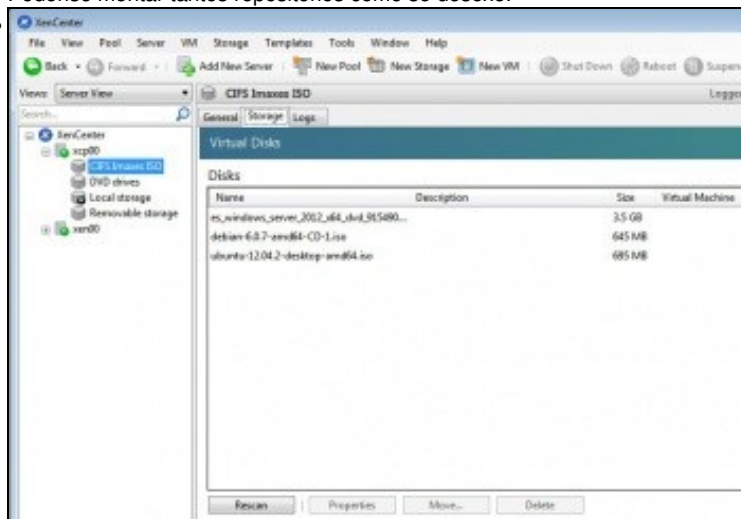 Pódense montar tantos repositorios como se desexe.
XenCenter
File View Pool Server VM Storage Templates Tools Window Help
Back Forward Add New Server New Pool New Storage New VM Shut Down Reboot
Views: Server View CIFS Imaxes ISO
Search... General Storage Logs
XenCenter
xcp00
CIFS Imaxes ISO
DVD drives
Local storage
Removable storage
xen00
Virtual Disks
Disks
Name Description Size Virtual Machine
es_windows_server_2012_x64_dvd_915490... 3.5 GB
debian-6.0.7-amd64-CD-1.iso 645 MB
ubuntu-12.04.2-desktop-amd64.iso 695 MB
Rescan Properties Move... Delete